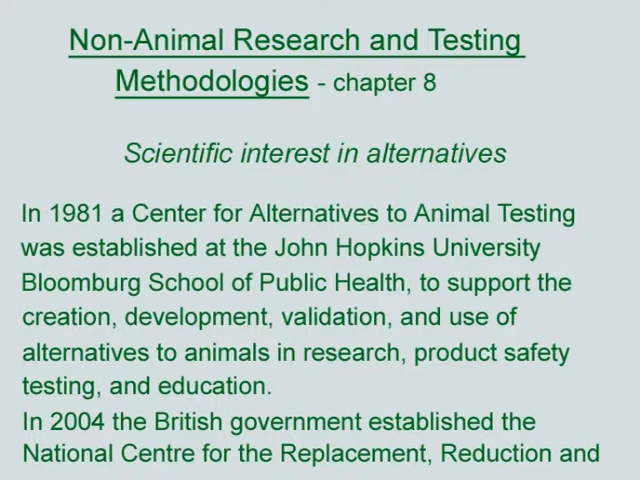 Non-Animal Research and Testing
Methodologies - chapter 8
Scientific interest in alternatives
In 1981 a Center for Alternatives to Animal Testing
was established at the John Hopkins University
Bloomburg School of Public Health, to support the
creation, development, validation, and use of
alternatives to animals in research, product safety
testing, and education.
In 2004 the British government established the
National Centre for the Replacement, Reduction and